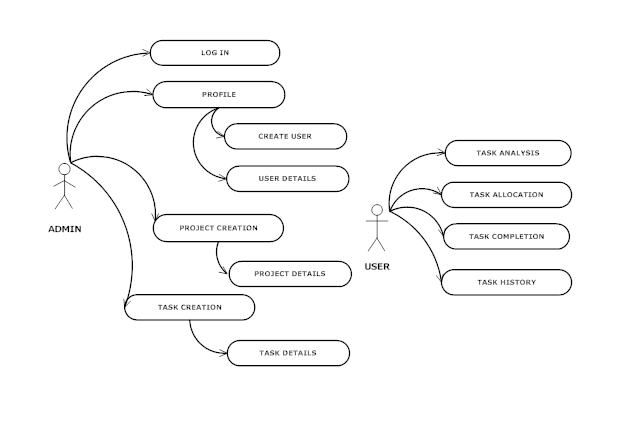 LOG IN
PROFILE
CREATE USER
USER DETAILS
ADMIN
PROJECT CREATION
PROJECT DETAILS
TASK CREATION
TASK DETAILS
TASK ANALYSIS
TASK ALLOCATION
TASK COMPLETION
USER
TASK HISTORY